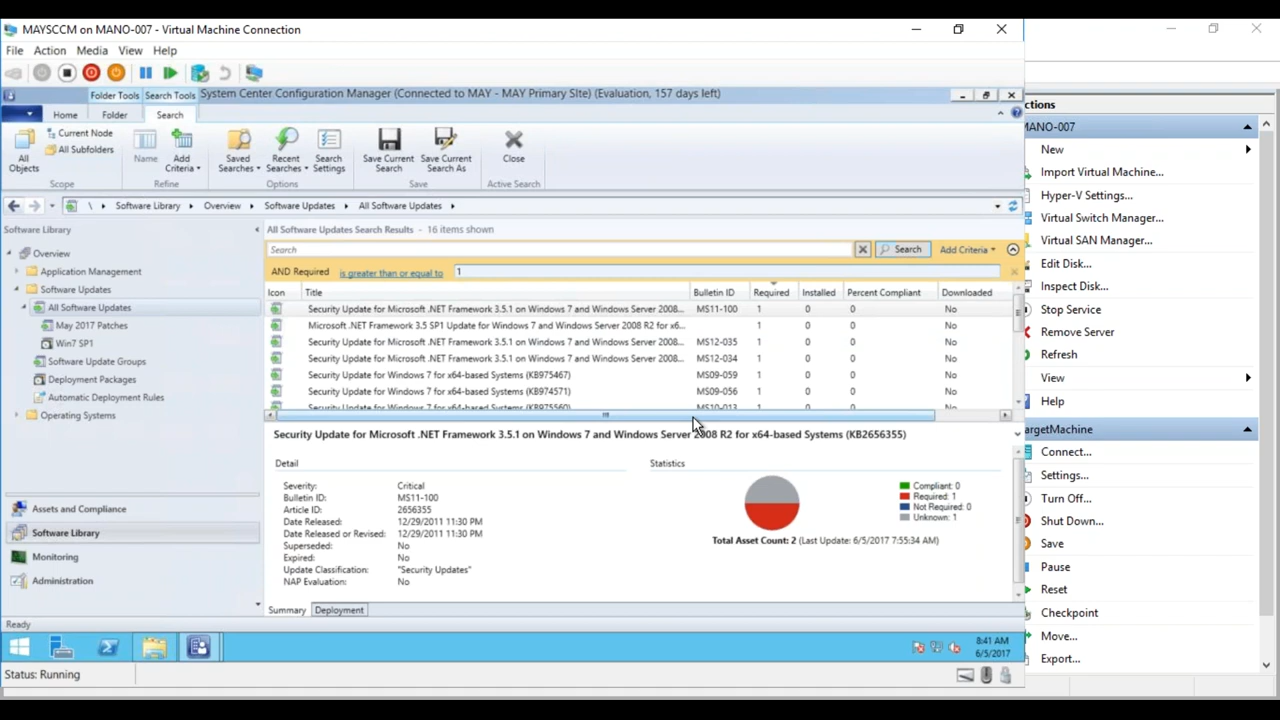 MAYSCCM on MANO-007 - Virtual Machine Connection
File Action Media View Help
Folder Tools Search Tools System Center Configuration Manager (Connected to MAY - MAY Primary Site) (Evaluation, 157 days left)
Home Folder Search
All Objects
Current Node
All Subfolders
Scope
Name
Add Criteria
Refine
Saved Searches
Recent Searches
Search Settings
Options
Save Current Search
Save Current Search As
Save
Close
Active Search
\ Software Library Overview Software Updates All Software Updates
Software Library
Overview
Application Management
Software Updates
All Software Updates
May 2017 Patches
Win7 SP1
Software Update Groups
Deployment Packages
Automatic Deployment Rules
Operating Systems
Assets and Compliance
Software Library
Monitoring
Administration
All Software Updates Search Results - 16 items shown
Search Search Add Criteria
AND Required is greater than or equal to 1
Icon Title Bulletin ID Required Installed Percent Compliant Downloaded
Security Update for Microsoft .NET Framework 3.5.1 on Windows 7 and Windows Server 2008... MS11-100 1 0 0 No
Microsoft .NET Framework 3.5 SP1 Update for Windows 7 and Windows Server 2008 R2 for x6... 1 0 0 No
Security Update for Microsoft .NET Framework 3.5.1 on Windows 7 and Windows Server 2008... MS12-035 1 0 0 No
Security Update for Microsoft .NET Framework 3.5.1 on Windows 7 and Windows Server 2008... MS12-034 1 0 0 No
Security Update for Windows 7 for x64-based Systems (KB975467) MS09-059 1 0 0 No
Security Update for Windows 7 for x64-based Systems (KB974571) MS09-056 1 0 0 No
Security Update for Windows 7 for x64-based Systems (KB975560) MS10-013 1 0 0 No
Security Update for Microsoft .NET Framework 3.5.1 on Windows 7 and Windows Server 2008 R2 for x64-based Systems (KB2656355)
Detail
Severity: Critical
Bulletin ID: MS11-100
Article ID: 2656355
Date Released: 12/29/2011 11:30 PM
Date Released or Revised: 12/29/2011 11:30 PM
Superseded: No
Expired: No
Update Classification: "Security Updates"
NAP Evaluation: No
Statistics
Compliant: 0
Required: 1
Not Required: 0
Unknown: 1
Total Asset Count: 2 (Last Update: 6/5/2017 7:55:34 AM)
Summary Deployment
Ready
8:41 AM
6/5/2017
Status: Running
ctions
MANO-007
New
Import Virtual Machine...
Hyper-V Settings...
Virtual Switch Manager...
Virtual SAN Manager...
Edit Disk...
Inspect Disk...
Stop Service
Remove Server
Refresh
View
Help
argetMachine
Connect...
Settings...
Turn Off...
Shut Down...
Save
Pause
Reset
Checkpoint
Move...
Export...